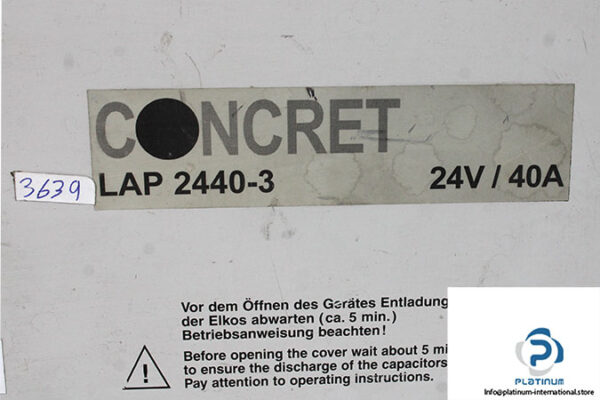 CONCRET
LAP 2440-3 24V / 40A
3639
Vor dem Öffnen des Gerätes Entladung
der Elkos abwarten (ca. 5 min.)
Betriebsanweisung beachten!
Before opening the cover wait about 5 mi
to ensure the discharge of the capacitors
Pay attention to operating instructions.
PLATINUM
Info@platinum-international.store